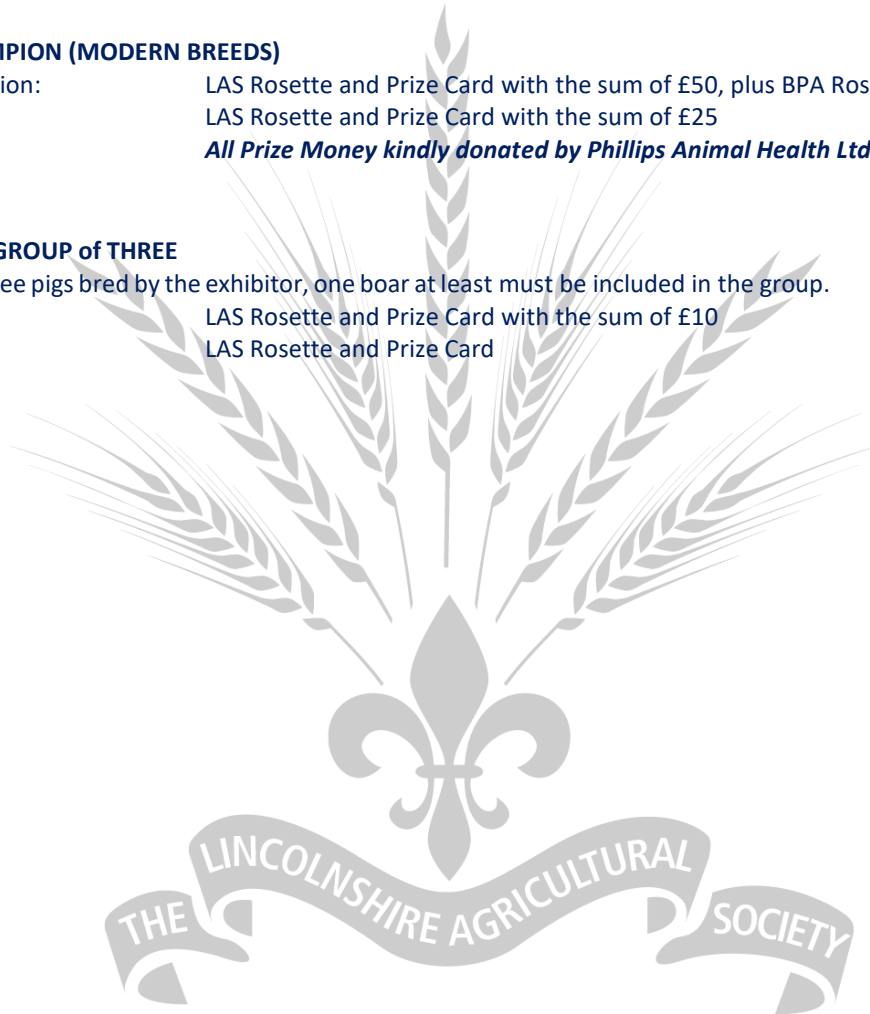 MPION (MODERN BREEDS)
ion: LAS Rosette and Prize Card with the sum of £50, plus BPA Ros
LAS Rosette and Prize Card with the sum of £25
All Prize Money kindly donated by Phillips Animal Health Ltd
GROUP of THREE
ee pigs bred by the exhibitor, one boar at least must be included in the group.
LAS Rosette and Prize Card with the sum of £10
LAS Rosette and Prize Card
THE LINCOLNSHIRE AGRICULTURAL SOCIETY